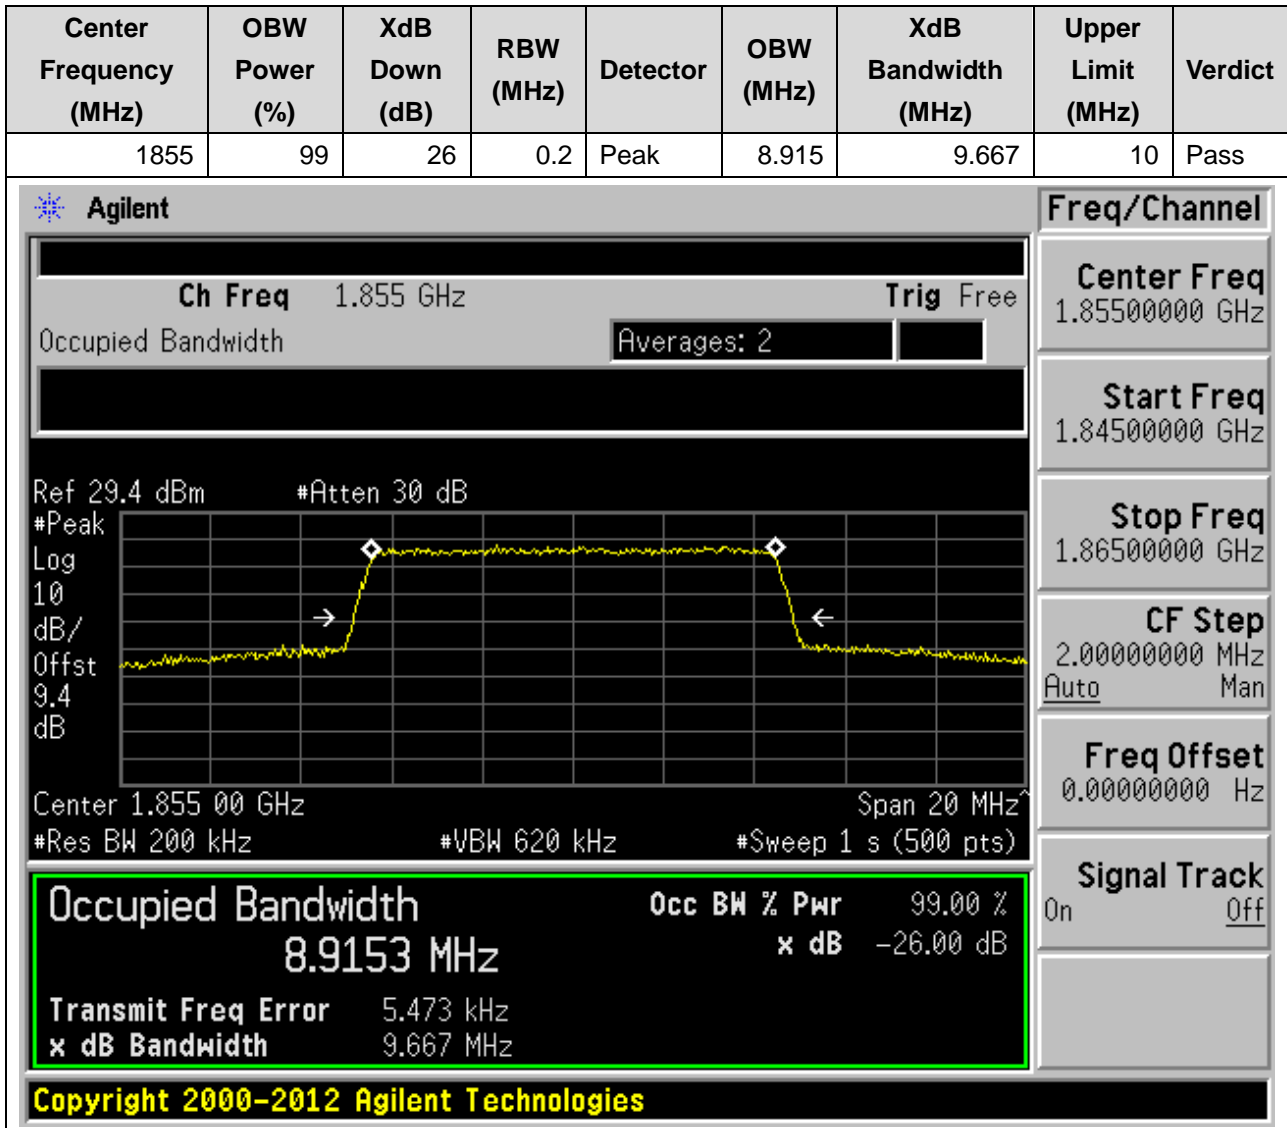 Center Frequency (MHz) OBW Power (%) XdB Down (dB) RBW (MHz) Detector OBW (MHz) XdB Bandwidth (MHz) Upper Limit (MHz) Verdict
1855 99 26 0.2 Peak 8.915 9.667 10 Pass
Agilent
Freq/Channel
Ch Freq 1.855 GHz Trig Free
Occupied Bandwidth Averages: 2
Center Freq
1.85500000 GHz
Start Freq
1.84500000 GHz
Stop Freq
1.86500000 GHz
CF Step
2.00000000 MHz
Auto Man
Freq Offset
0.00000000 Hz
Signal Track
On Off
Ref 29.4 dBm #Atten 30 dB
#Peak
Log
10
dB/
Offst
9.4
dB
Center 1.855 00 GHz Span 20 MHz^
#Res BW 200 kHz #VBW 620 kHz #Sweep 1 s (500 pts)
Occupied Bandwidth Occ BW % Pwr 99.00 %
8.9153 MHz x dB -26.00 dB
Transmit Freq Error 5.473 kHz
x dB Bandwidth 9.667 MHz
Copyright 2000-2012 Agilent Technologies